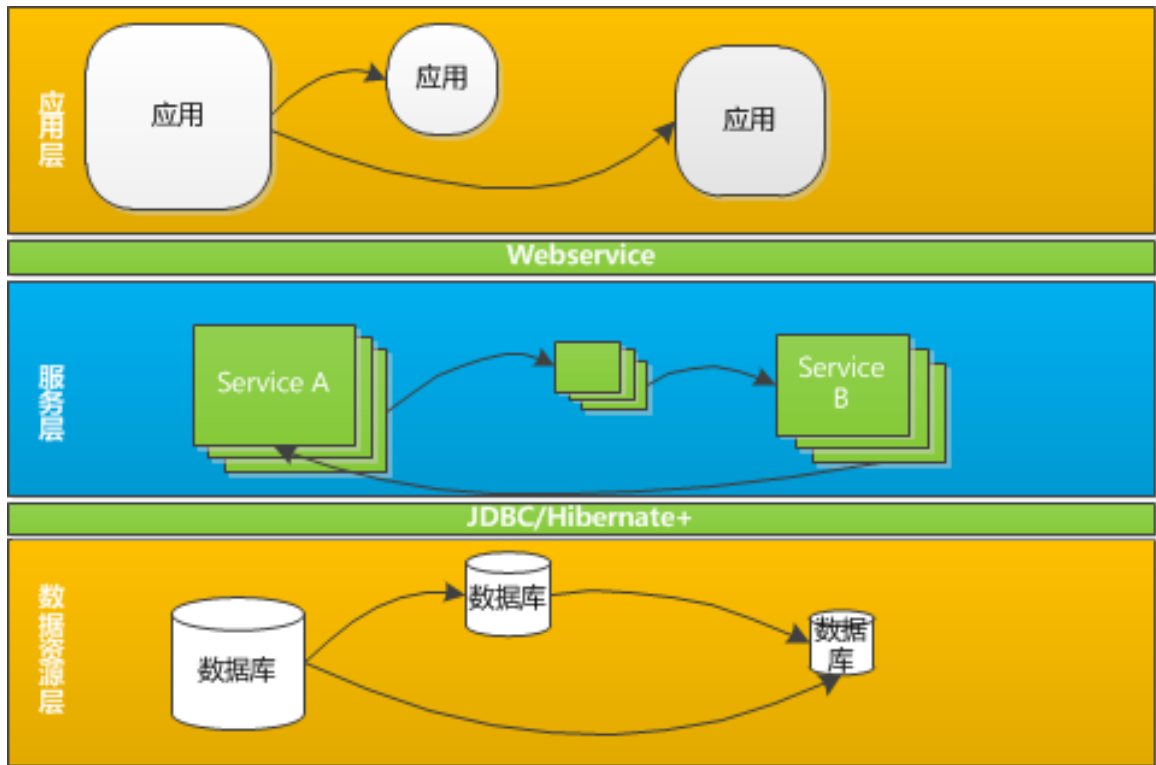 应用层
应用
应用
应用
Webservice
服务层
Service A
Service
B
JDBC/Hibernate+
数据资源层
数据库
数据库
数据
库